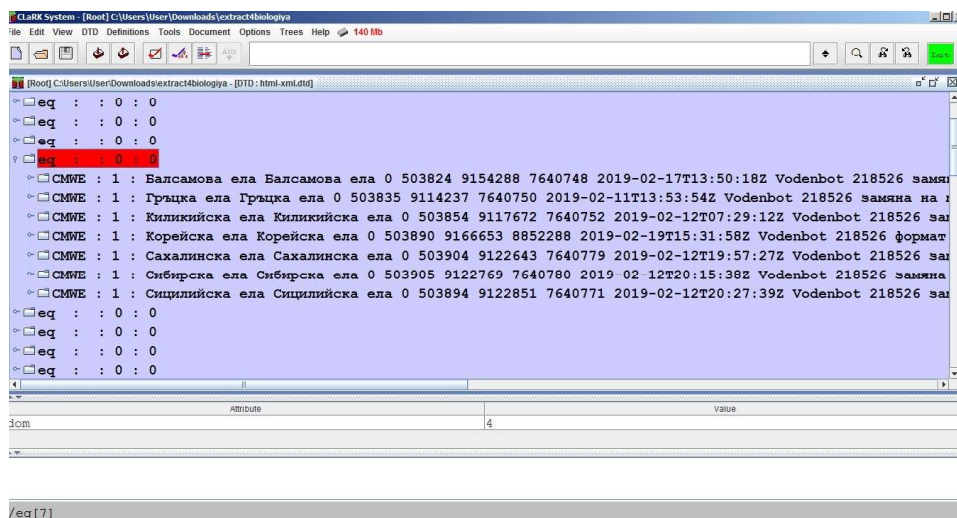 CLaRK System - [Root] C:\Users\User\Downloads\extract4biologiya
File Edit View DTD Definitions Tools Document Options Trees Help 140 Mb
[Root] C:\Users\User\Downloads\extract4biologiya - [DTD : html-xml.dtd]
eq : : 0 : 0
eq : : 0 : 0
eq : : 0 : 0
eq : : 0 : 0
CMWE : 1 : Балсамова ела Балсамова ела 0 503824 9154288 7640748 2019-02-17T13:50:18Z Vodenbot 218526
CMWE : 1 : Гръцка ела Гръцка ела 0 503835 9114237 7640750 2019-02-11T13:53:54Z Vodenbot 218526 замяна на
CMWE : 1 : Киликийска ела Киликийска ела 0 503854 9117672 7640752 2019-02-12T07:29:12Z Vodenbot 218526
CMWE : 1 : Корейска ела Корейска ела 0 503890 9166653 8852288 2019-02-19T15:31:58Z Vodenbot 218526 формат
CMWE : 1 : Сахалинска ела Сахалинска ела 0 503904 9122643 7640779 2019-02-12T19:57:27Z Vodenbot 218526
CMWE : 1 : Сибирска ела Сибирска ела 0 503905 9122769 7640780 2019-02-12T20:15:38Z Vodenbot 218526 замяна
CMWE : 1 : Сицилийска ела Сицилийска ела 0 503894 9122851 7640771 2019-02-12T20:27:39Z Vodenbot 218526
eq : : 0 : 0
eq : : 0 : 0
eq : : 0 : 0
eq : : 0 : 0
Attribute Value
dom 4
/eq[7]